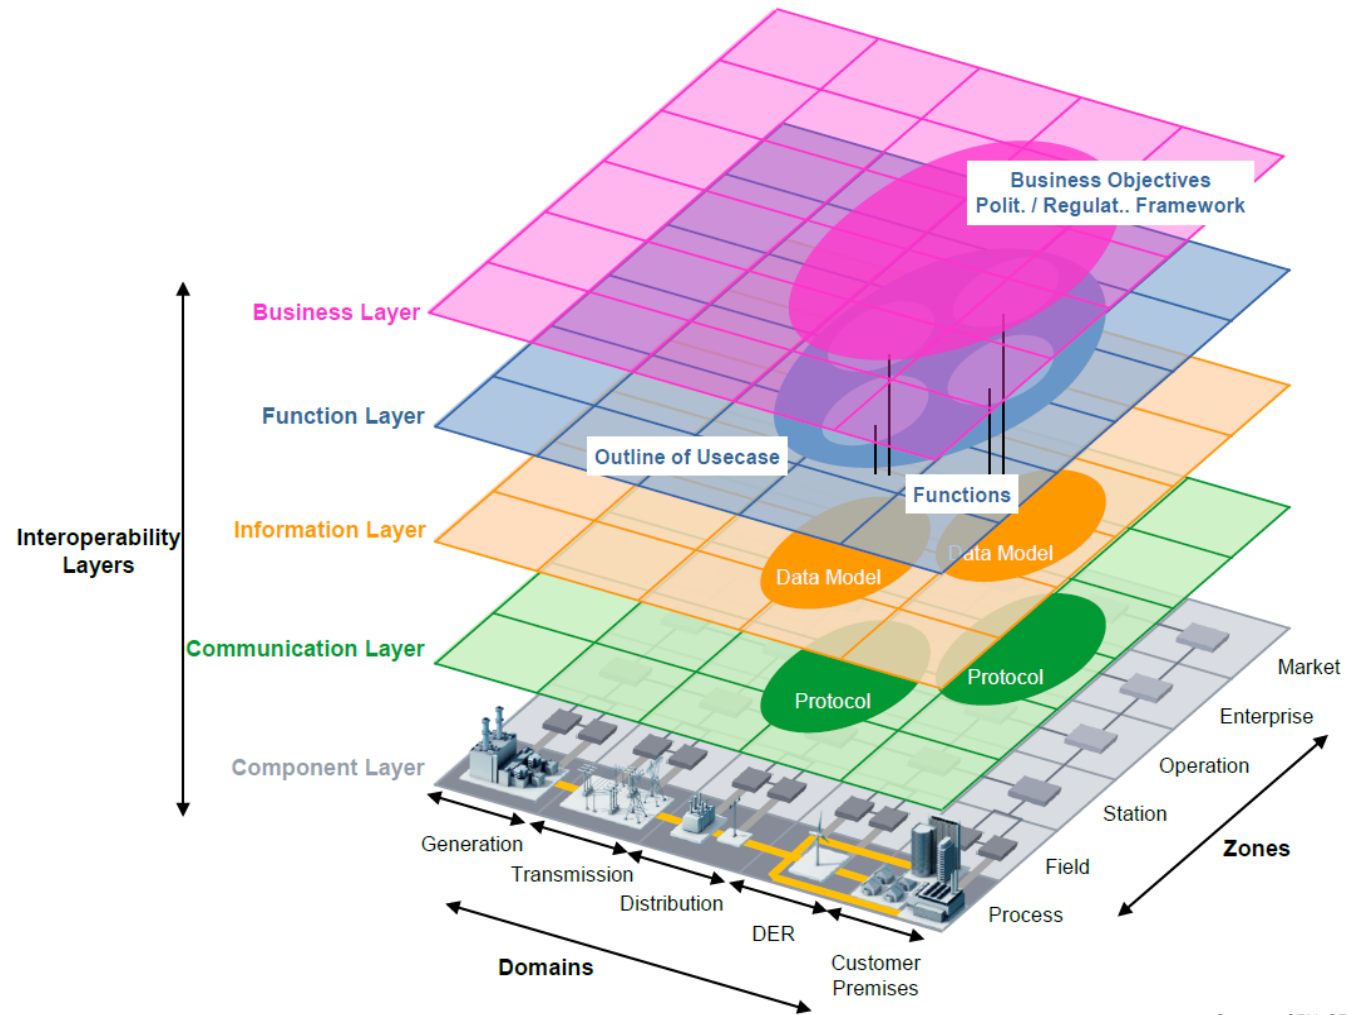 Business Objectives
Polit. / Regulat.. Framework
Business Layer
Function Layer
Outline of Usecase
Functions
Information Layer
Interoperability
Layers
Data Model
Data Model
Communication Layer
Protocol
Protocol
Component Layer
Market
Enterprise
Operation
Station
Field
Process
Zones
Generation
Transmission
Distribution
DER
Customer
Premises
Domains